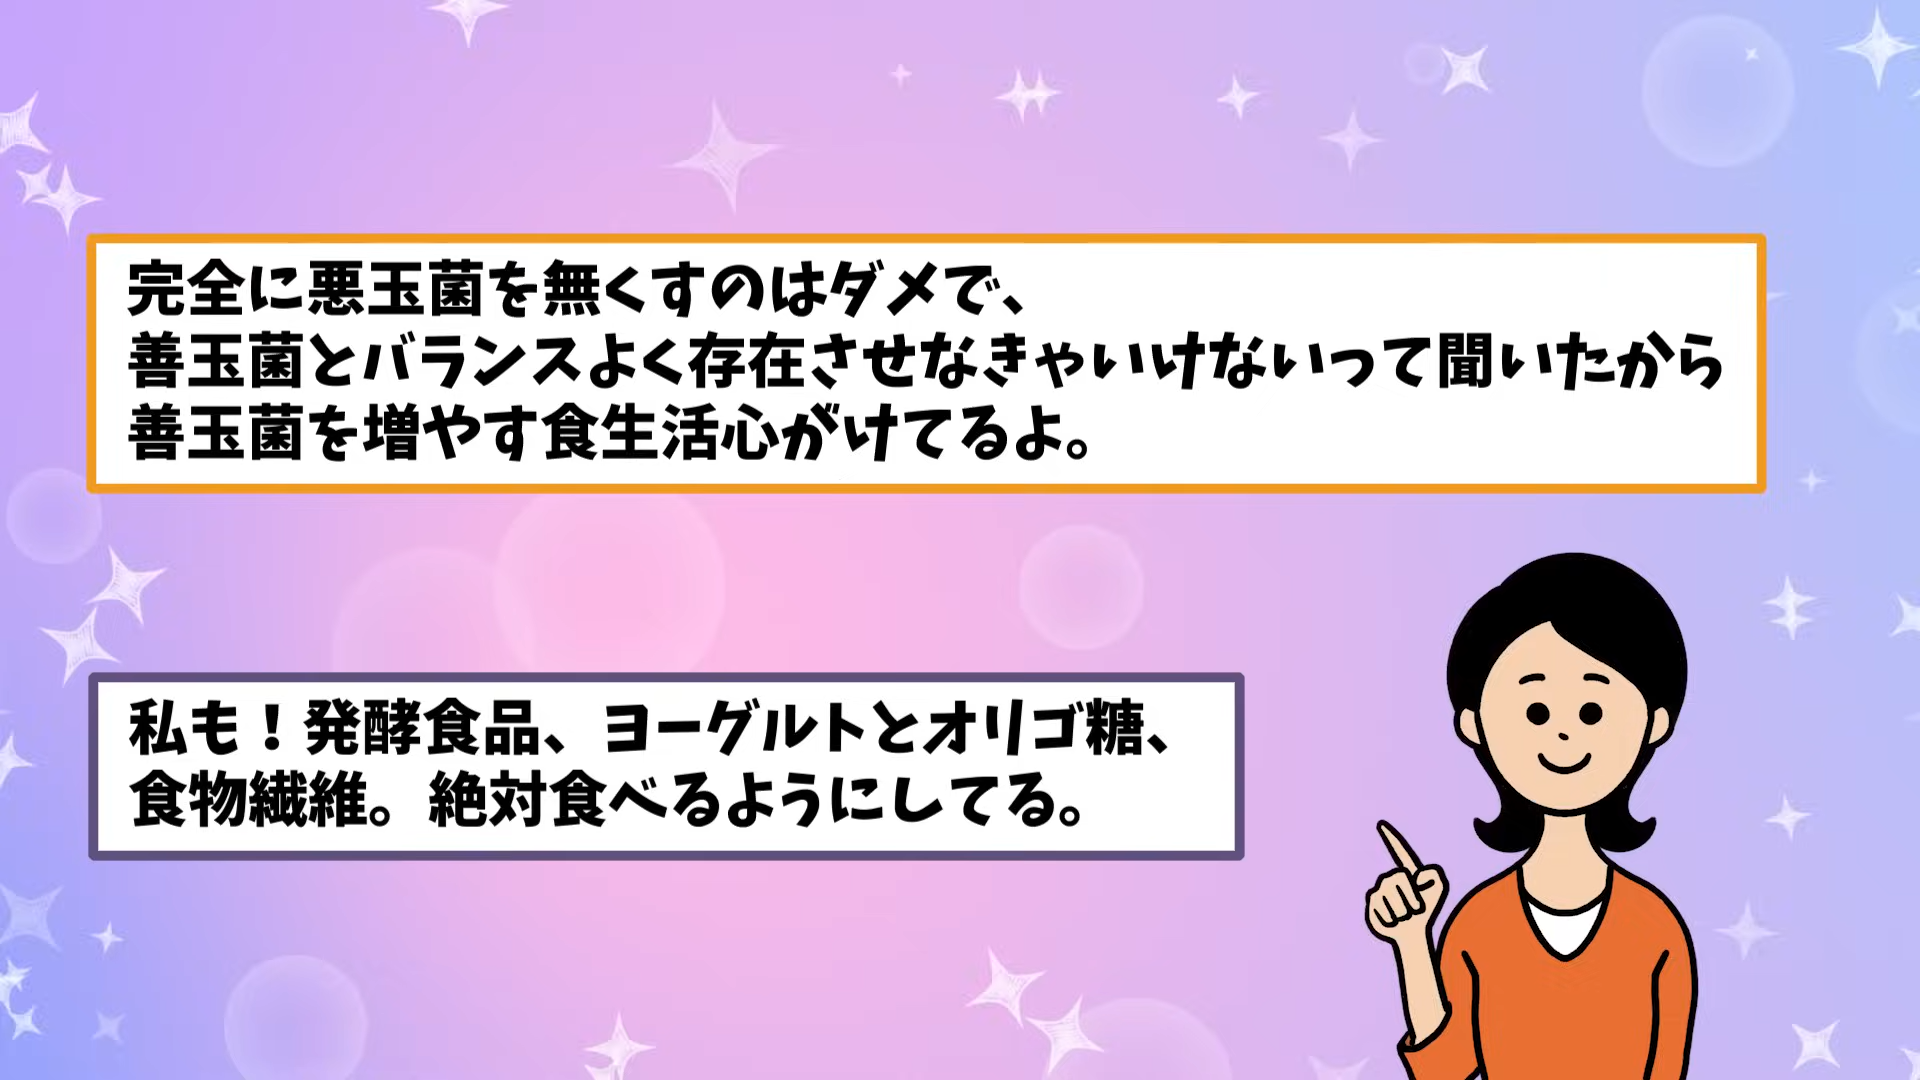 完全に悪玉菌を無くすのはダメで、
善玉菌とバランスよく存在させなきゃいけないって聞いたから
善玉菌を増やす食生活心がけてるよ。
私も！発酵食品、ヨーグルトとオリゴ糖、
食物繊維。絶対食べるようにしてる。